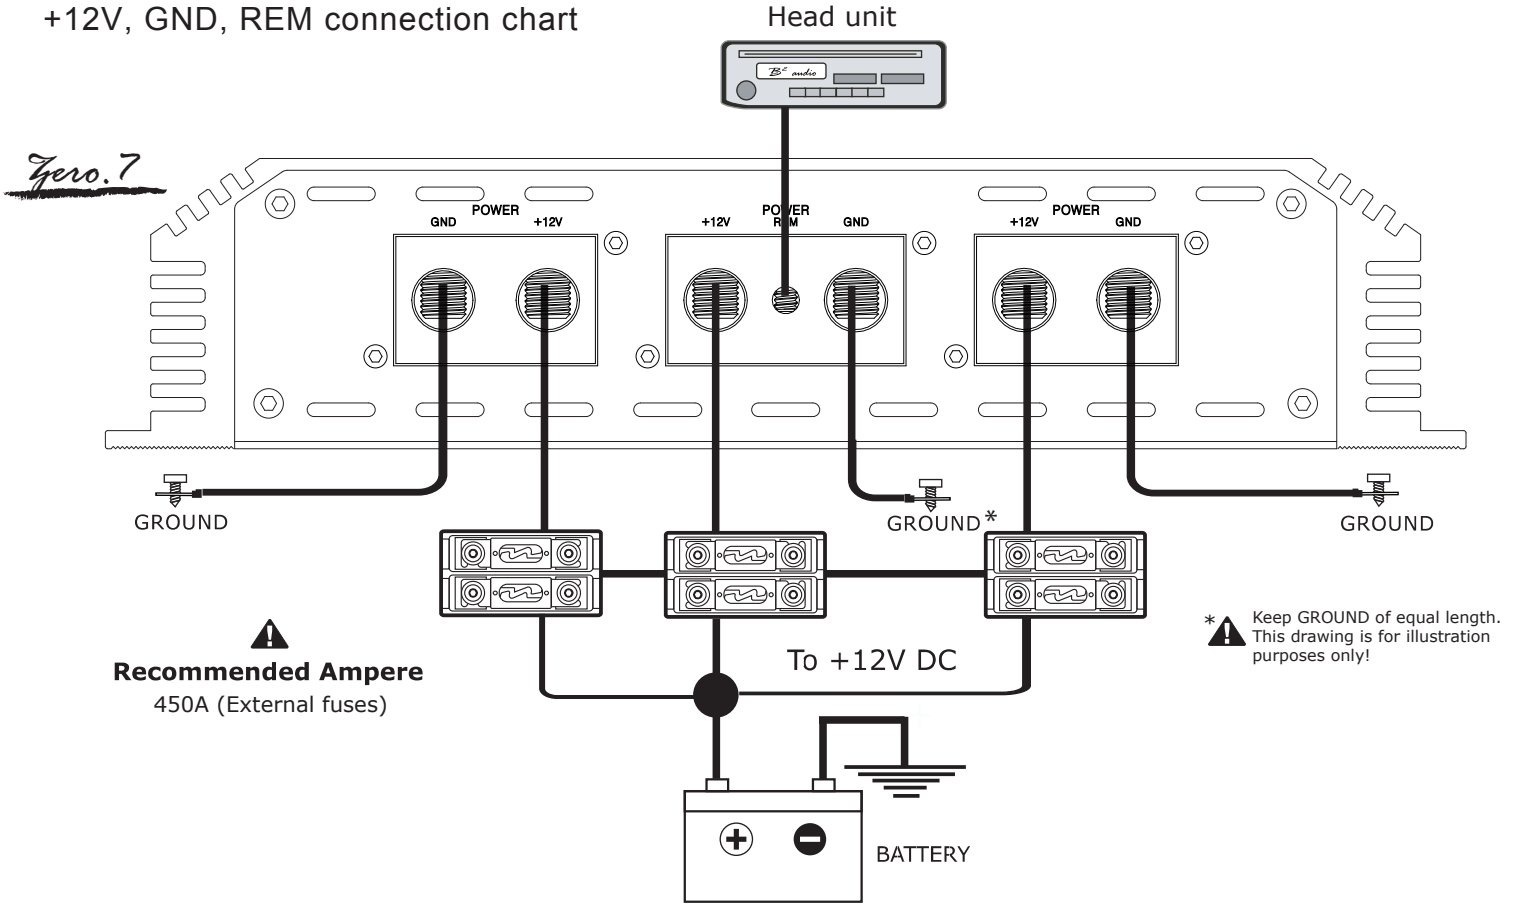 +12V, GND, REM connection chart
Head unit
B² audio
Zero.7
POWER
GND +12V
POWER
+12V REM GND
POWER
+12V GND
GROUND
GROUND*
GROUND
Recommended Ampere
450A (External fuses)
To +12V DC
* Keep GROUND of equal length.
This drawing is for illustration
purposes only!
BATTERY